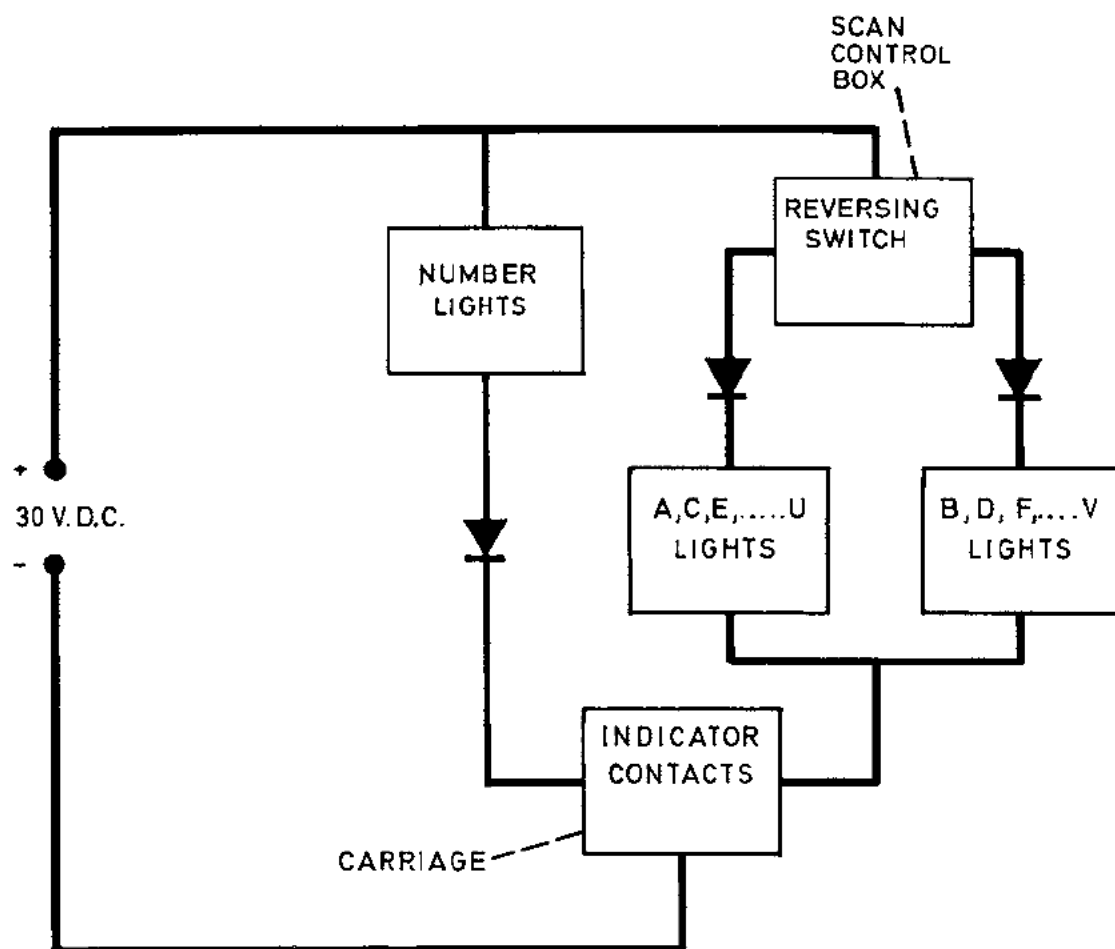 SCAN
CONTROL
BOX
REVERSING
SWITCH
NUMBER
LIGHTS
+
30 V. D.C.
-
A,C,E,.....U
LIGHTS
B, D, F,....V
LIGHTS
INDICATOR
CONTACTS
CARRIAGE